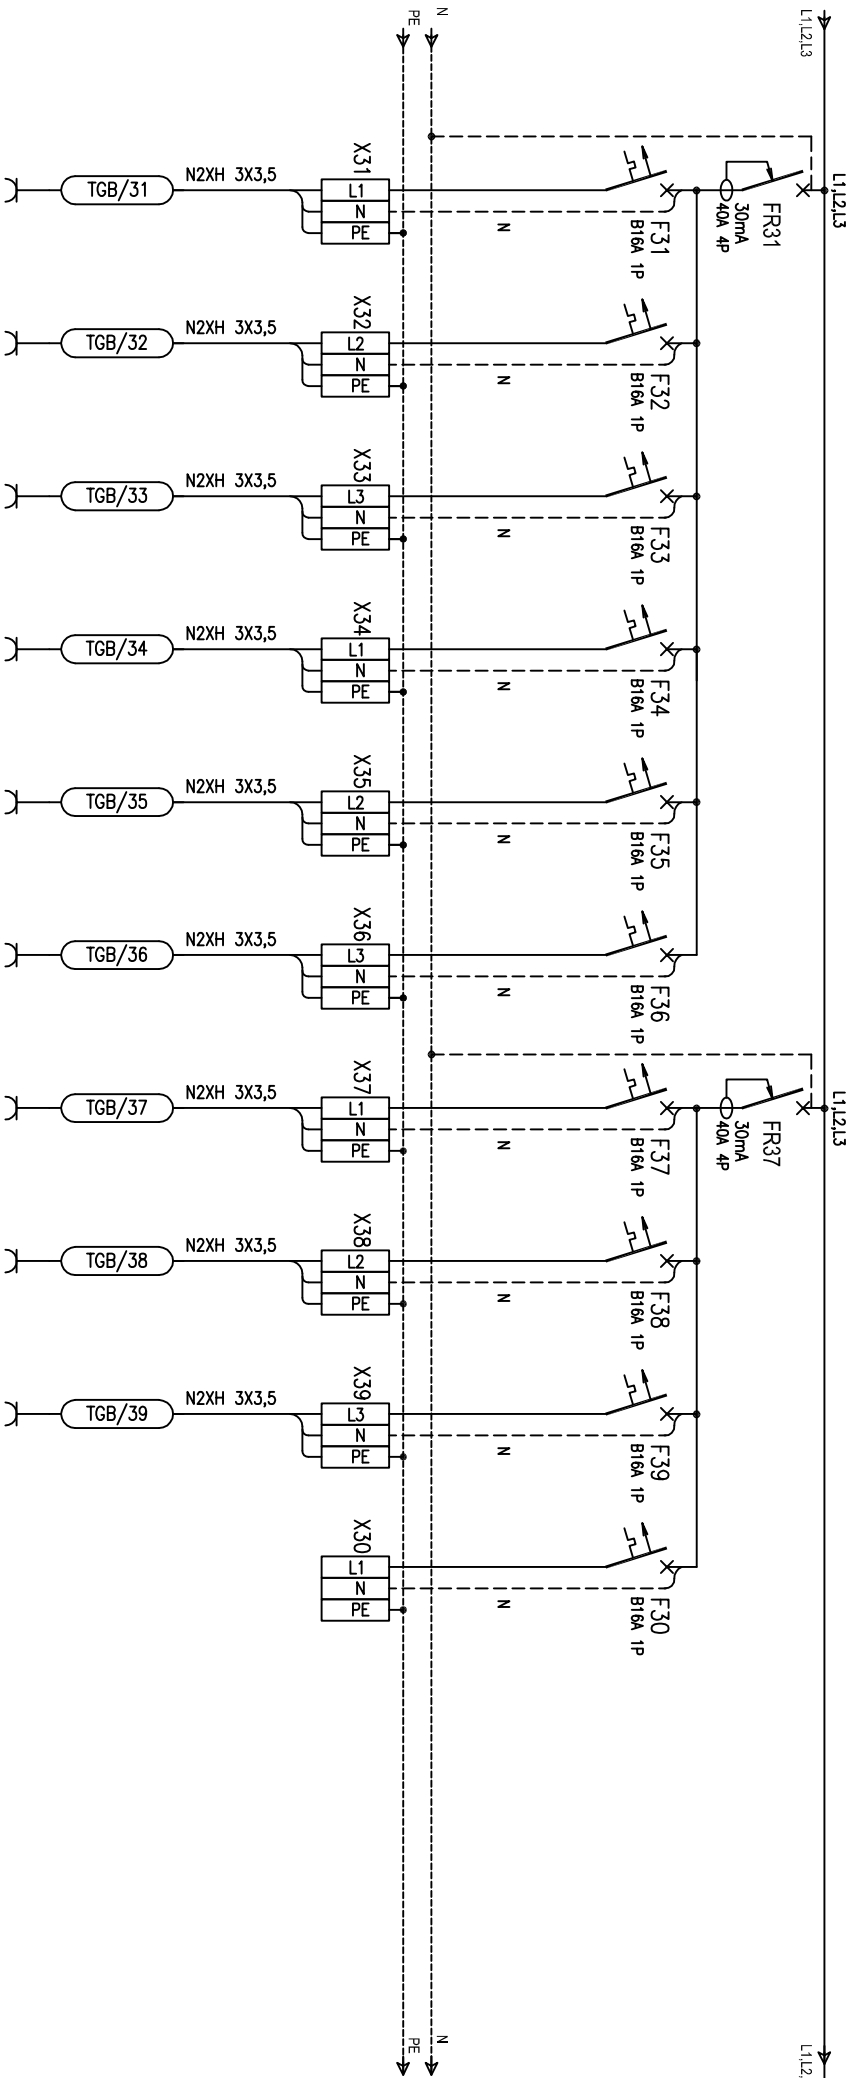 L1,L2,L3
N
PE
L1,L2,L3
FR31
30mA
40A 4P
F31
B16A 1P
N
X31
L1
N
PE
N2XH 3X3,5
TGB/31
F32
B16A 1P
N
X32
L2
N
PE
N2XH 3X3,5
TGB/32
F33
B16A 1P
N
X33
L3
N
PE
N2XH 3X3,5
TGB/33
F34
B16A 1P
N
X34
L1
N
PE
N2XH 3X3,5
TGB/34
F35
B16A 1P
N
X35
L2
N
PE
N2XH 3X3,5
TGB/35
F36
B16A 1P
N
X36
L3
N
PE
N2XH 3X3,5
TGB/36
L1,L2,L3
FR37
30mA
40A 4P
F37
B16A 1P
N
X37
L1
N
PE
N2XH 3X3,5
TGB/37
F38
B16A 1P
N
X38
L2
N
PE
N2XH 3X3,5
TGB/38
F39
B16A 1P
N
X39
L3
N
PE
N2XH 3X3,5
TGB/39
F30
B16A 1P
N
X30
L1
N
PE
L1,L2,
N
PE